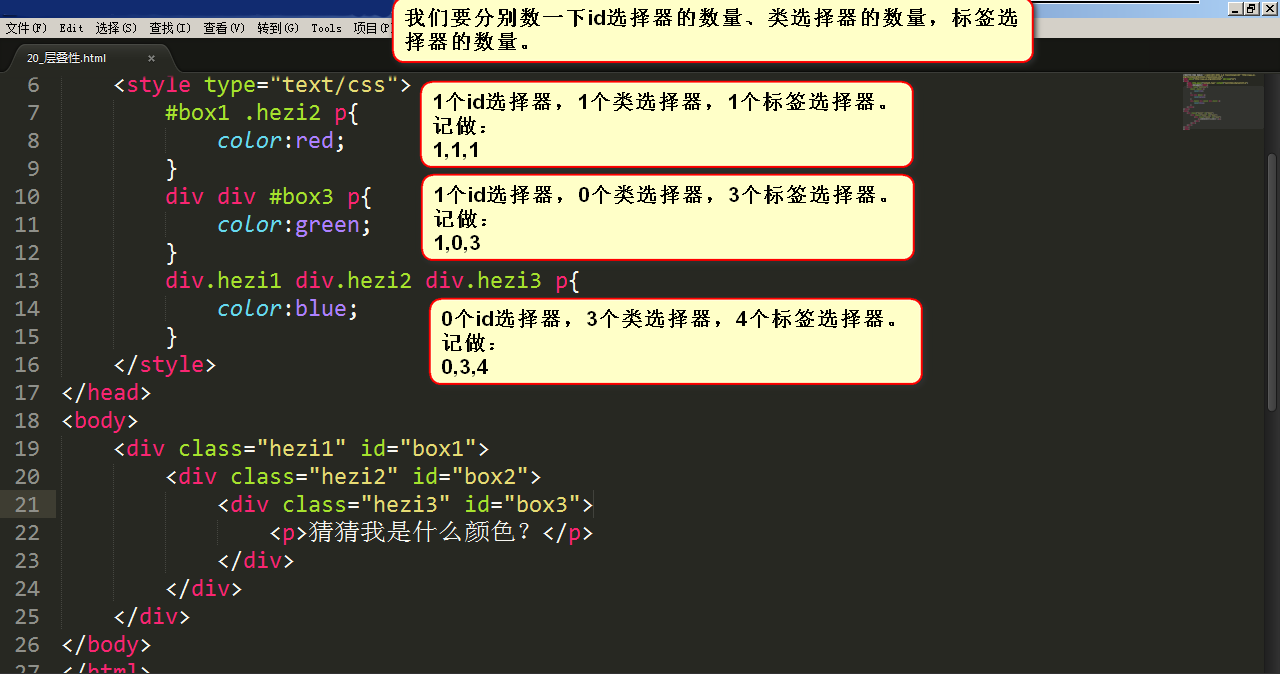 我们要分别数一下id选择器的数量、类选择器的数量，标签选
择器的数量。
文件(F) Edit 选择(S) 查找(I) 查看(V) 转到(G) Tools 项目(P
20_层叠性.html ×
6 <style type="text/css">
7 #box1 .hezi2 p{
8 color:red;
9 }
10 div div #box3 p{
11 color:green;
12 }
13 div.hezi1 div.hezi2 div.hezi3 p{
14 color:blue;
15 }
16 </style>
17 </head>
18 <body>
19 <div class="hezi1" id="box1">
20 <div class="hezi2" id="box2">
21 <div class="hezi3" id="box3">
22 <p>猜猜我是什么颜色？</p>
23 </div>
24 </div>
25 </div>
26 </body>
27 </html>
1个id选择器，1个类选择器，1个标签选择器。
记做：
1,1,1
1个id选择器，0个类选择器，3个标签选择器。
记做：
1,0,3
0个id选择器，3个类选择器，4个标签选择器。
记做：
0,3,4